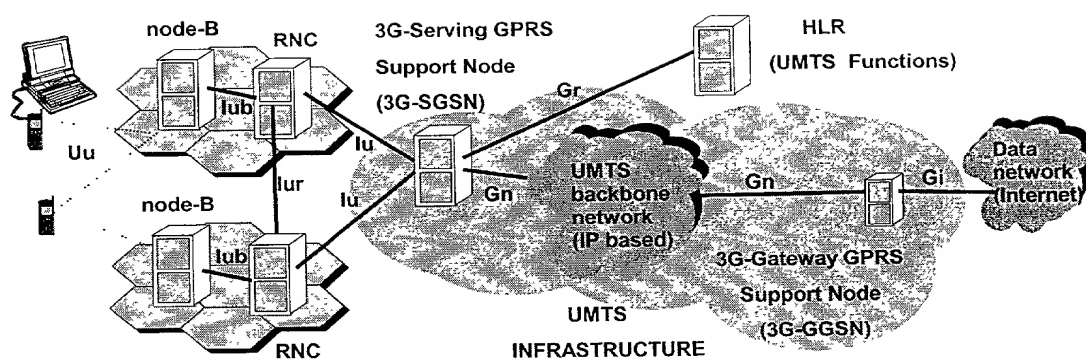 node-B
RNC
3G-Serving GPRS
Support Node
(3G-SGSN)
HLR
(UMTS Functions)
Iub
Uu
Iu
Gr
Iur
Iu
Gn
UMTS
backbone
network
(IP based)
Gn
Gi
Data
network
(Internet)
node-B
Iub
RNC
3G-Gateway GPRS
Support Node
(3G-GGSN)
UMTS
INFRASTRUCTURE